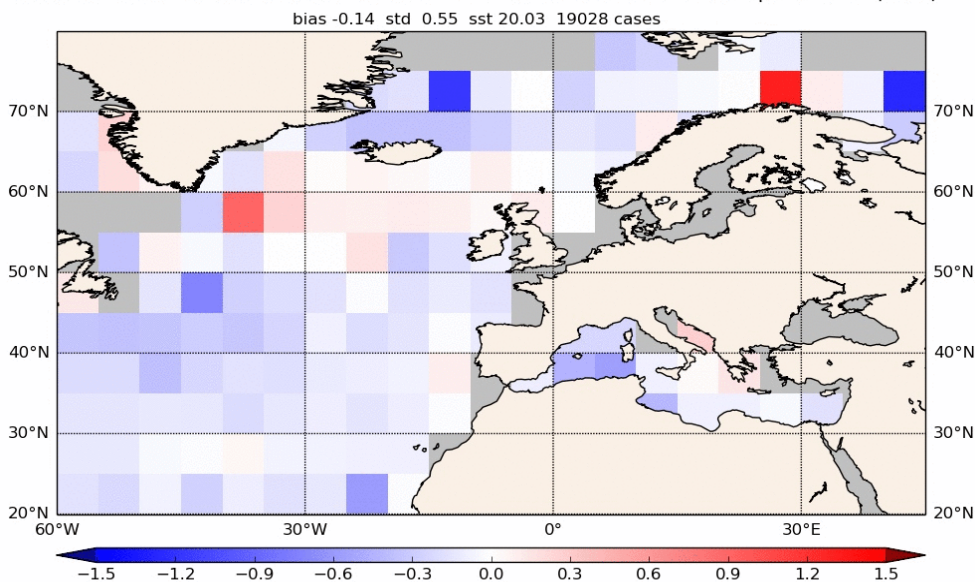 bias -0.14 std 0.55 sst 20.03 19028 cases
70°N 70°N
60°N 60°N
50°N 50°N
40°N 40°N
30°N 30°N
20°N 20°N
60°W 30°W 0° 30°E
−1.5 −1.2 −0.9 −0.6 −0.3 0.0 0.3 0.6 0.9 1.2 1.5